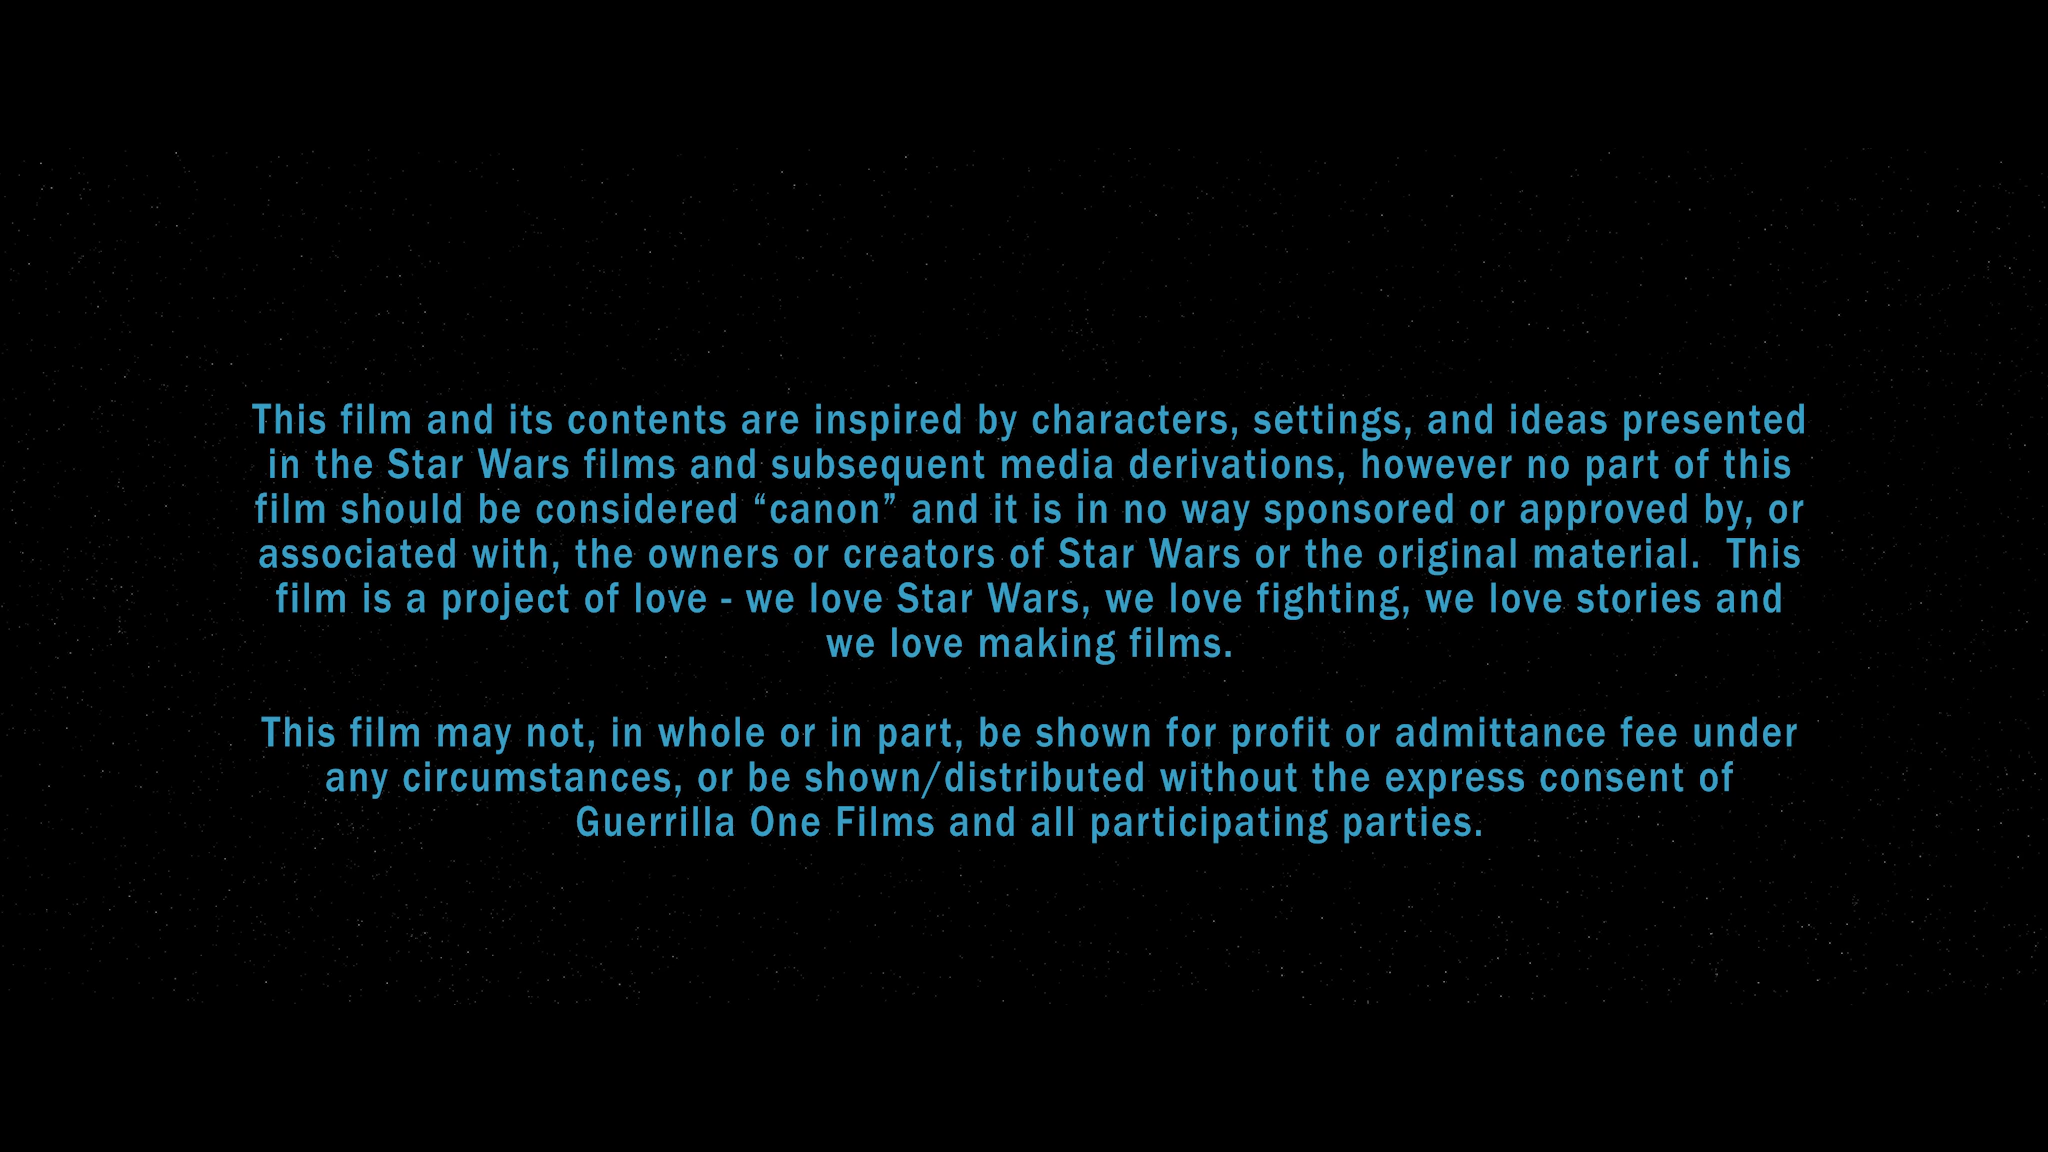 This film and its contents are inspired by characters, settings, and ideas presented
in the Star Wars films and subsequent media derivations, however no part of this
film should be considered “canon” and it is in no way sponsored or approved by, or
associated with, the owners or creators of Star Wars or the original material.  This
film is a project of love - we love Star Wars, we love fighting, we love stories and
we love making films.
This film may not, in whole or in part, be shown for profit or admittance fee under
any circumstances, or be shown/distributed without the express consent of
Guerrilla One Films and all participating parties.